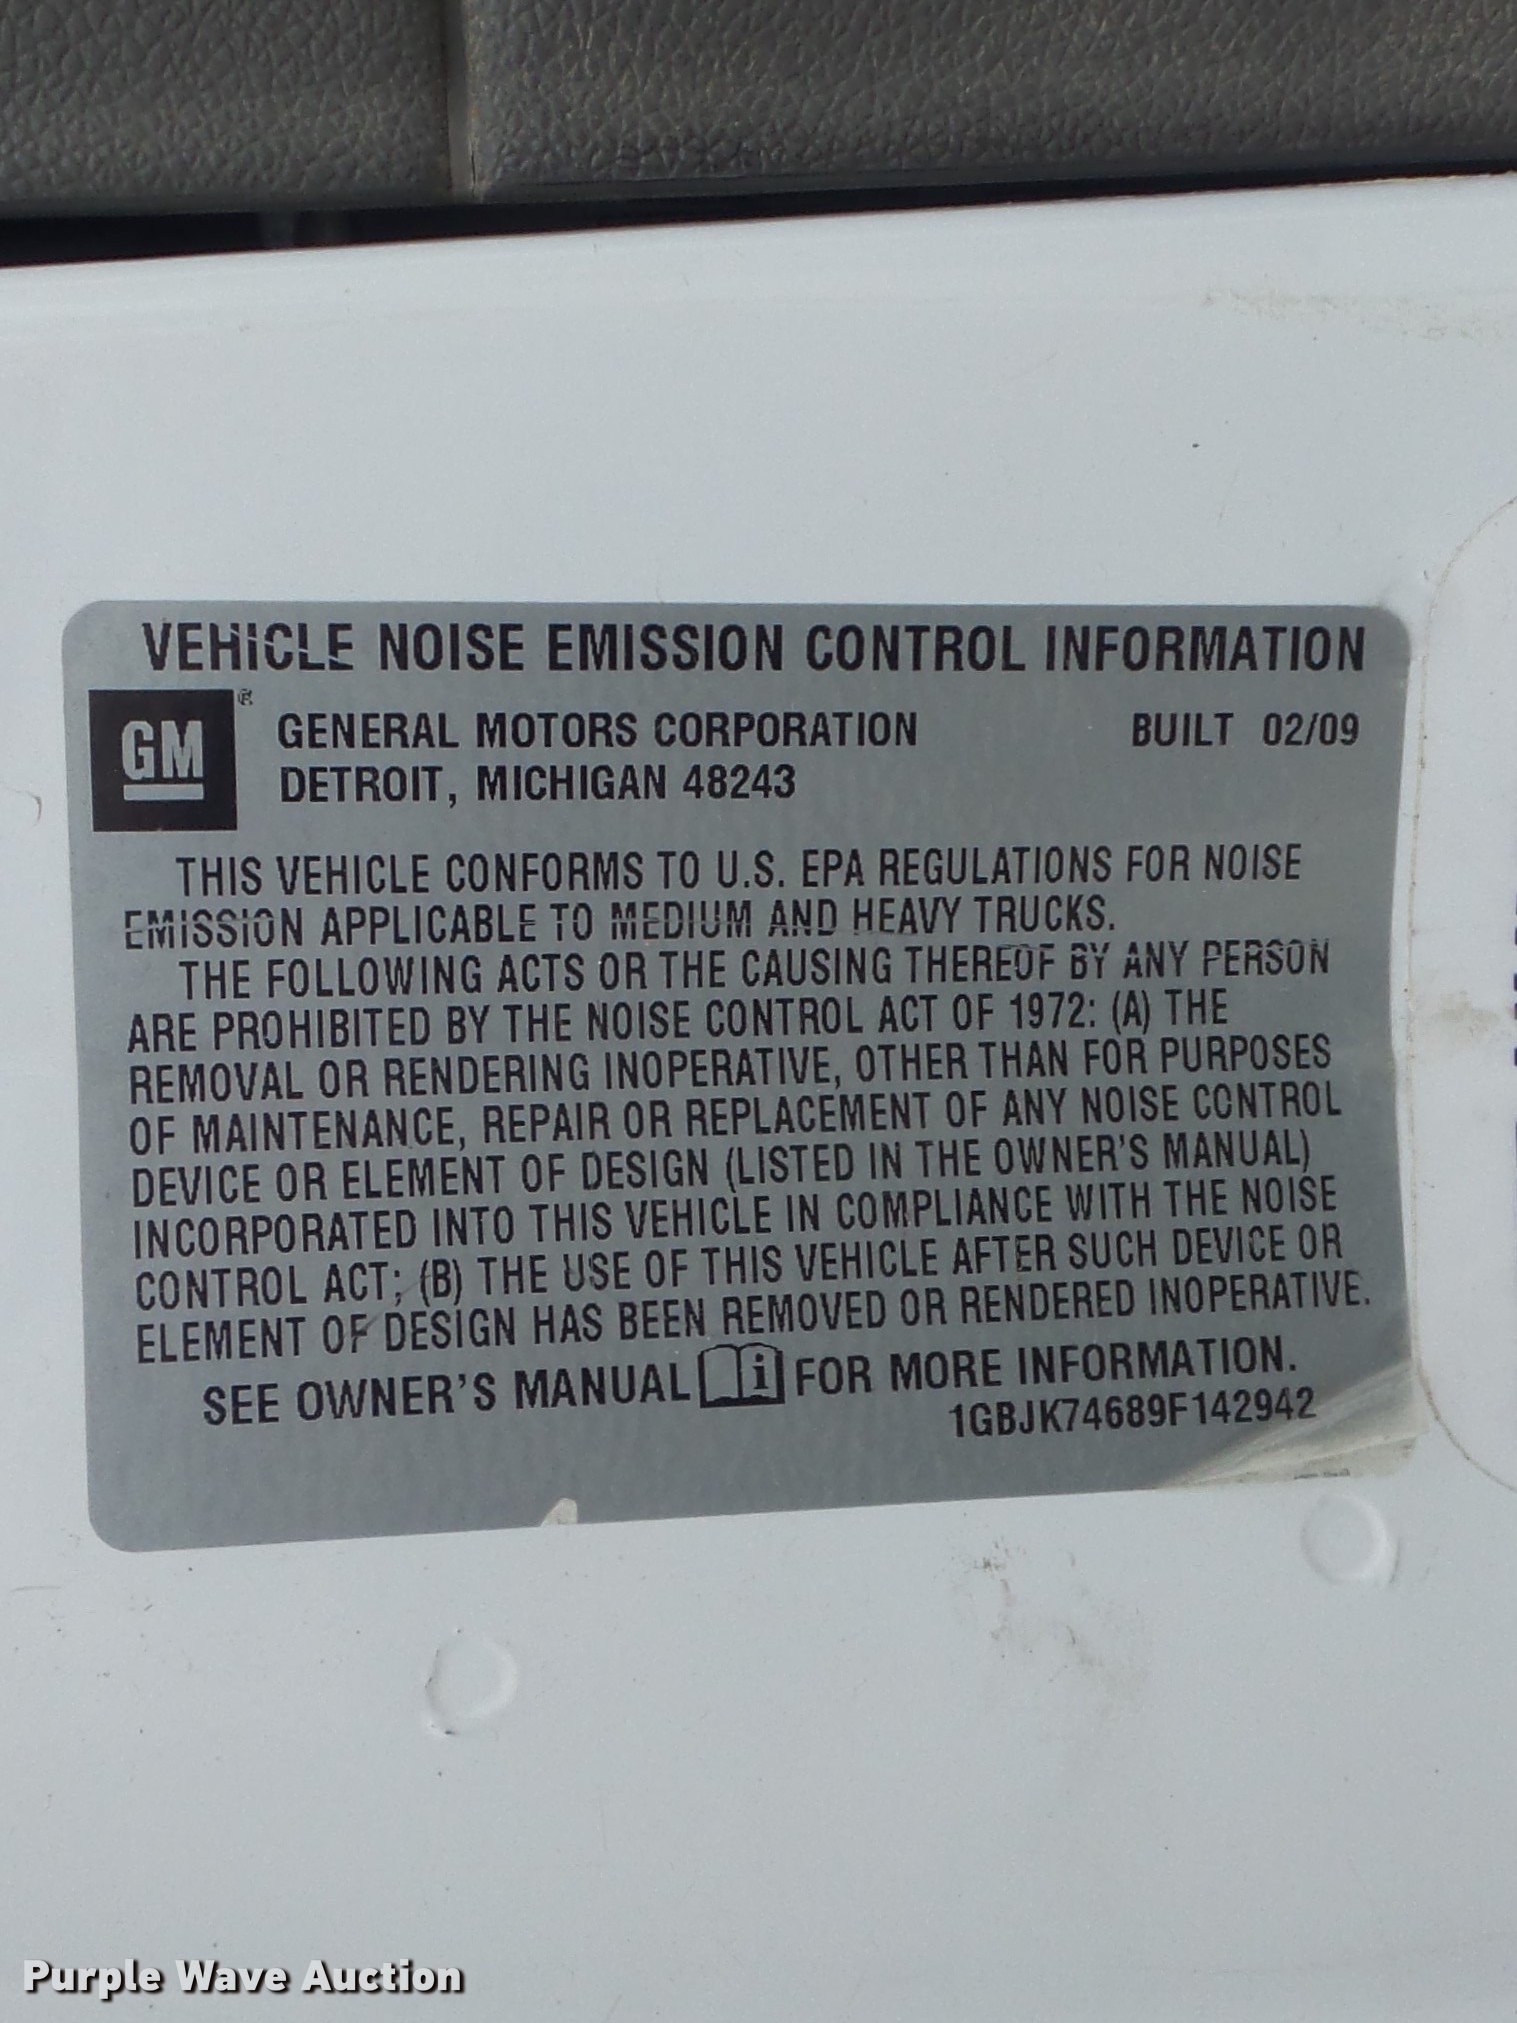 VEHICLE NOISE EMISSION CONTROL INFORMATION
GM ®
GENERAL MOTORS CORPORATION BUILT 02/09
DETROIT, MICHIGAN 48243
THIS VEHICLE CONFORMS TO U.S. EPA REGULATIONS FOR NOISE
EMISSION APPLICABLE TO MEDIUM AND HEAVY TRUCKS.
THE FOLLOWING ACTS OR THE CAUSING THEREOF BY ANY PERSON
ARE PROHIBITED BY THE NOISE CONTROL ACT OF 1972: (A) THE
REMOVAL OR RENDERING INOPERATIVE, OTHER THAN FOR PURPOSES
OF MAINTENANCE, REPAIR OR REPLACEMENT OF ANY NOISE CONTROL
DEVICE OR ELEMENT OF DESIGN (LISTED IN THE OWNER'S MANUAL)
INCORPORATED INTO THIS VEHICLE IN COMPLIANCE WITH THE NOISE
CONTROL ACT; (B) THE USE OF THIS VEHICLE AFTER SUCH DEVICE OR
ELEMENT OF DESIGN HAS BEEN REMOVED OR RENDERED INOPERATIVE.
SEE OWNER'S MANUAL i FOR MORE INFORMATION.
1GBJK74689F142942
Purple Wave Auction